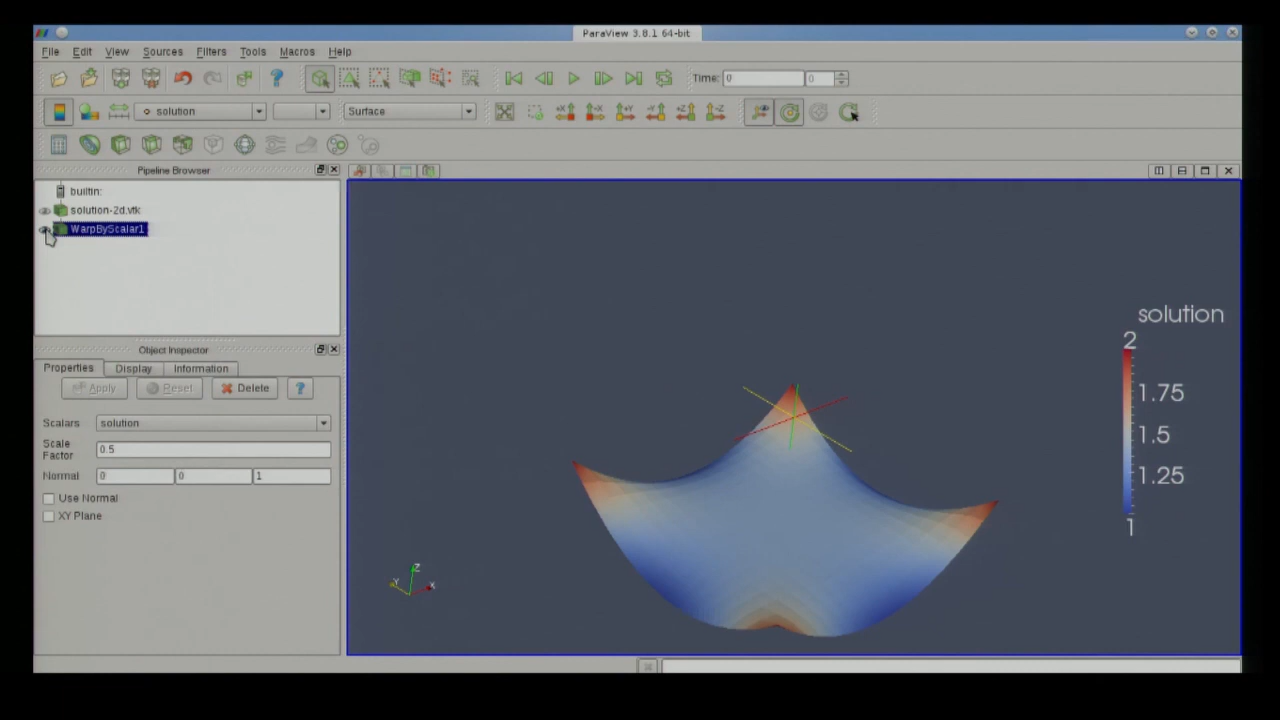 ParaView 3.8.1 64-bit
File Edit View Sources Filters Tools Macros Help
Time: 0 0
solution Surface +X -X +Y -Y +Z -Z
Pipeline Browser
builtin:
solution-2d.vtk
WarpByScalar1
Object Inspector
Properties Display Information
Apply Reset Delete ?
Scalars solution
Scale Factor 0.5
Normal 0 0 1
Use Normal
XY Plane
Z
Y X
solution
2
1.75
1.5
1.25
1